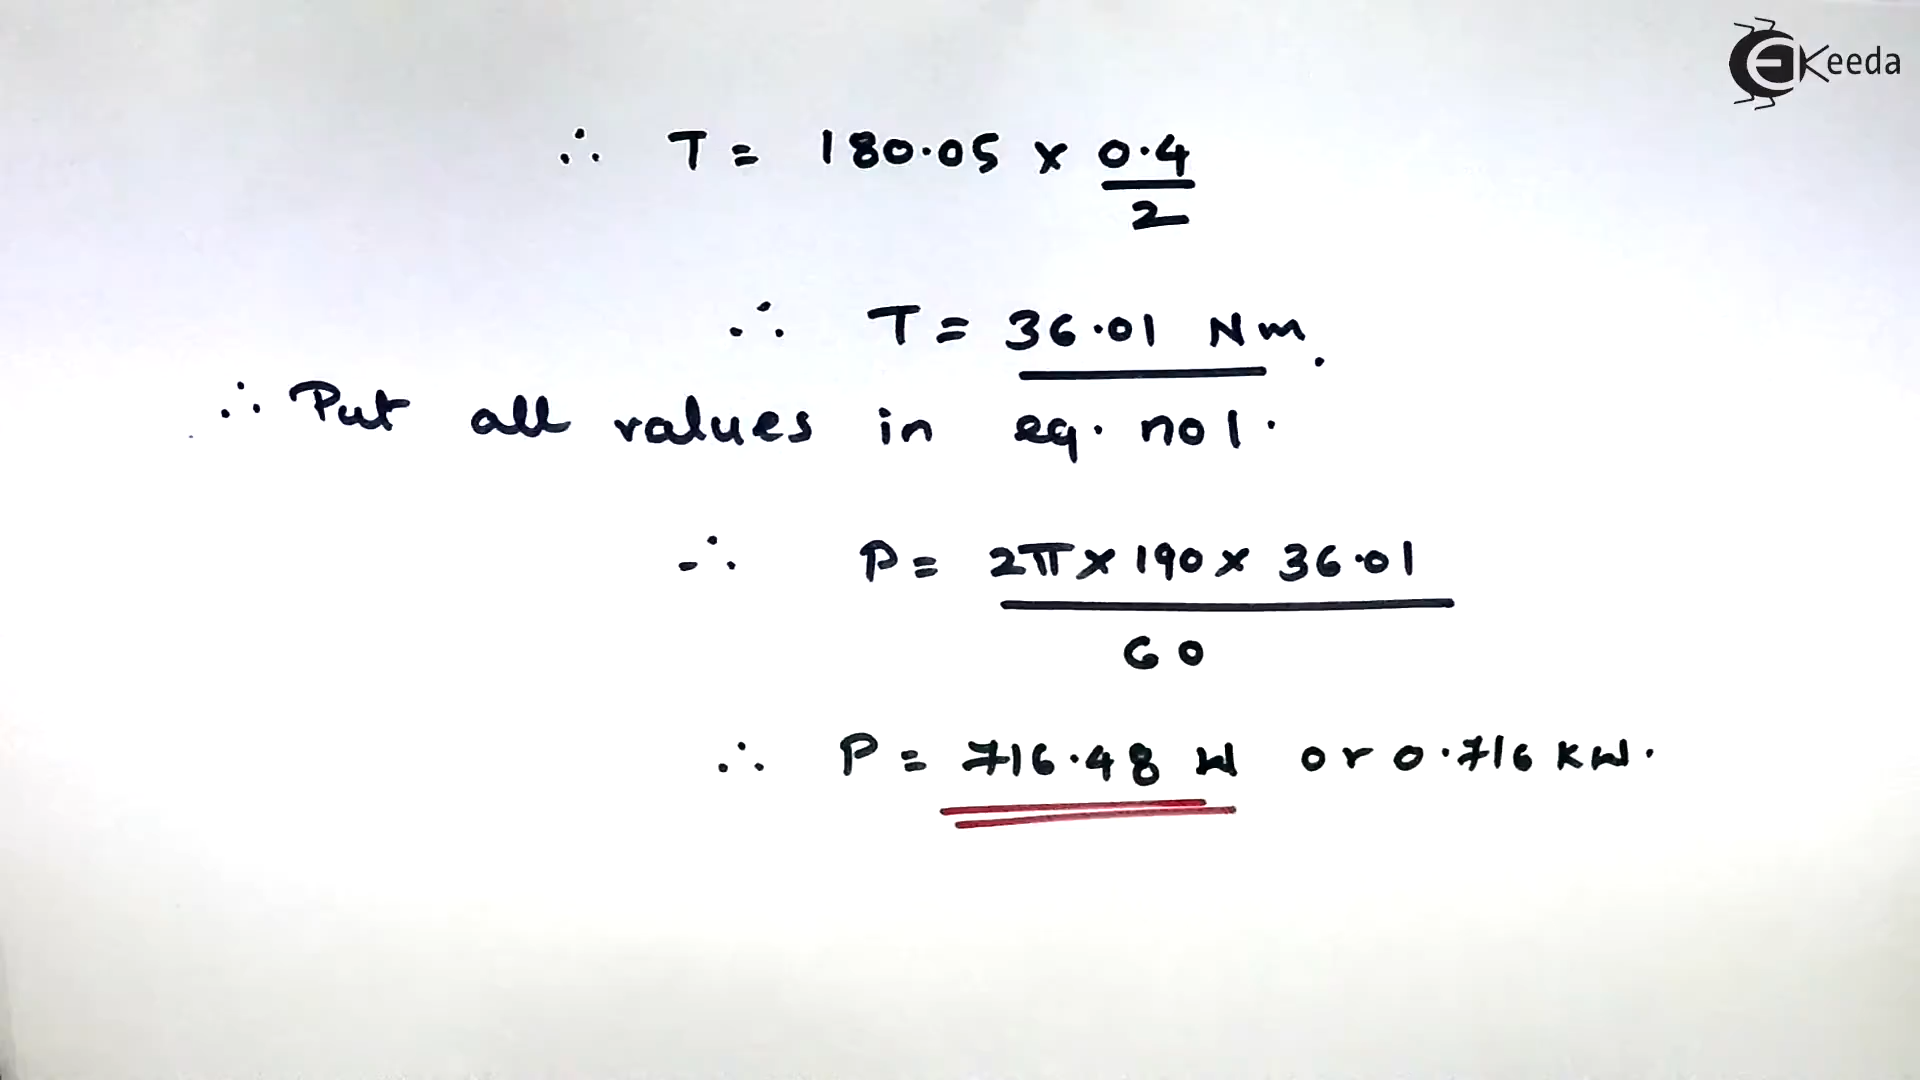 EKeeda
∴ T = 180.05 × 0.4
2
∴ T = 36.01 Nm.
∴ Put all values in eq. no 1.
∴ P = 2π × 190 × 36.01
60
∴ P = 716.48 W or 0.716 KW.